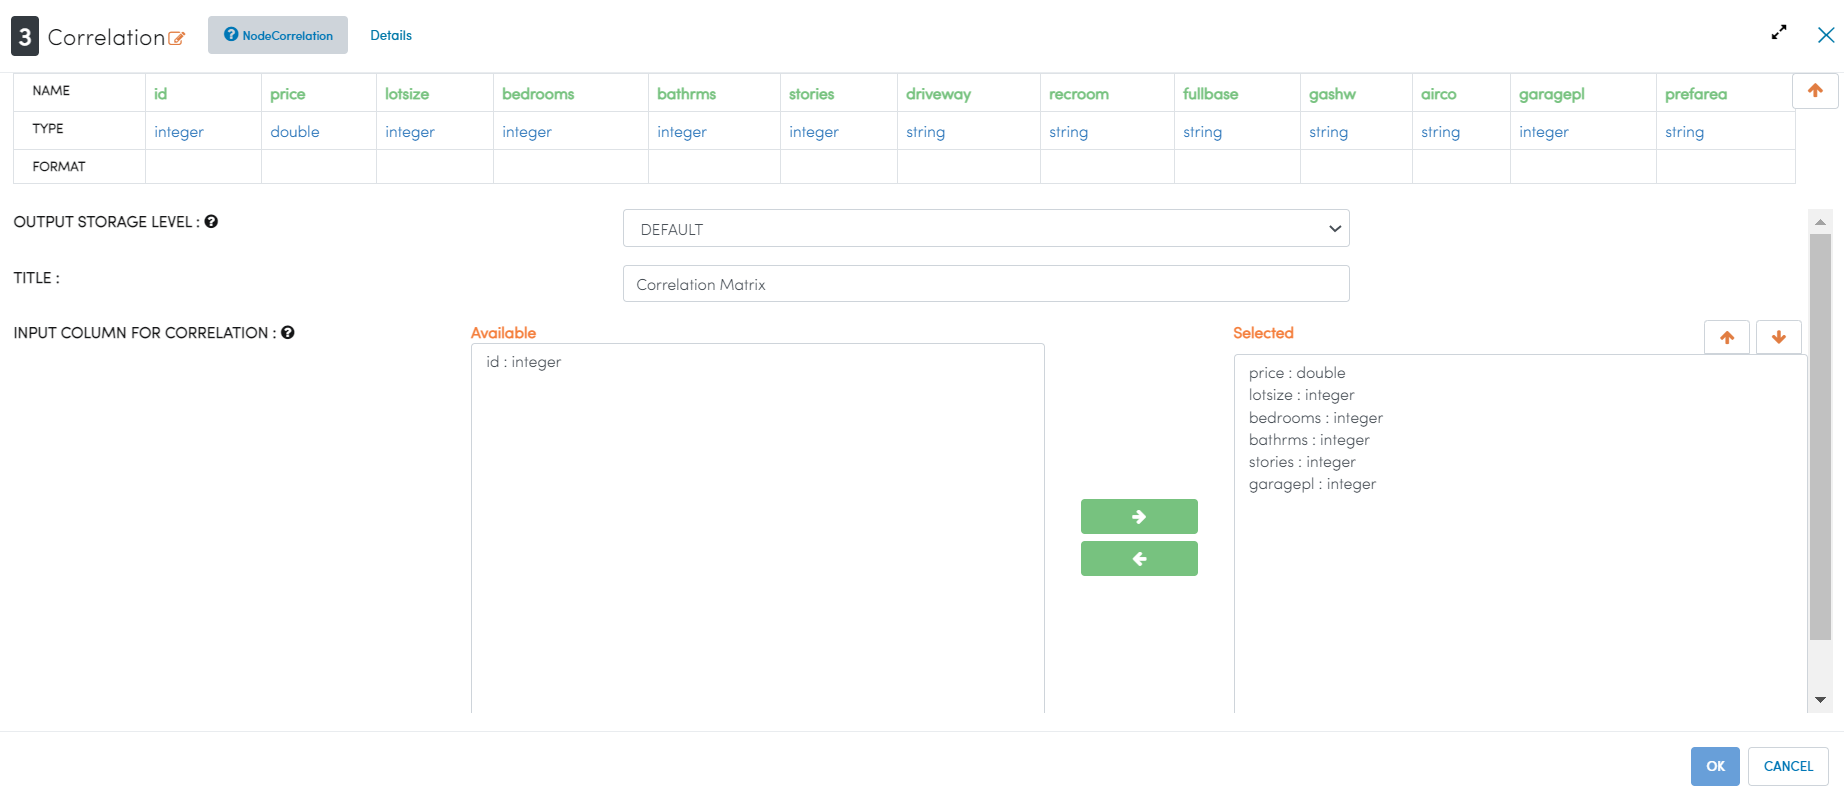 3 Correlation NodeCorrelation Details
NAME id price lotsize bedrooms bathrms stories driveway recroom fullbase gashw airco garagepl prefarea
TYPE integer double integer integer integer integer string string string string string integer string
FORMAT
OUTPUT STORAGE LEVEL : DEFAULT
TITLE : Correlation Matrix
INPUT COLUMN FOR CORRELATION : Available Selected
id : integer
price : double
lotsize : integer
bedrooms : integer
bathrms : integer
stories : integer
garagepl : integer
OK CANCEL